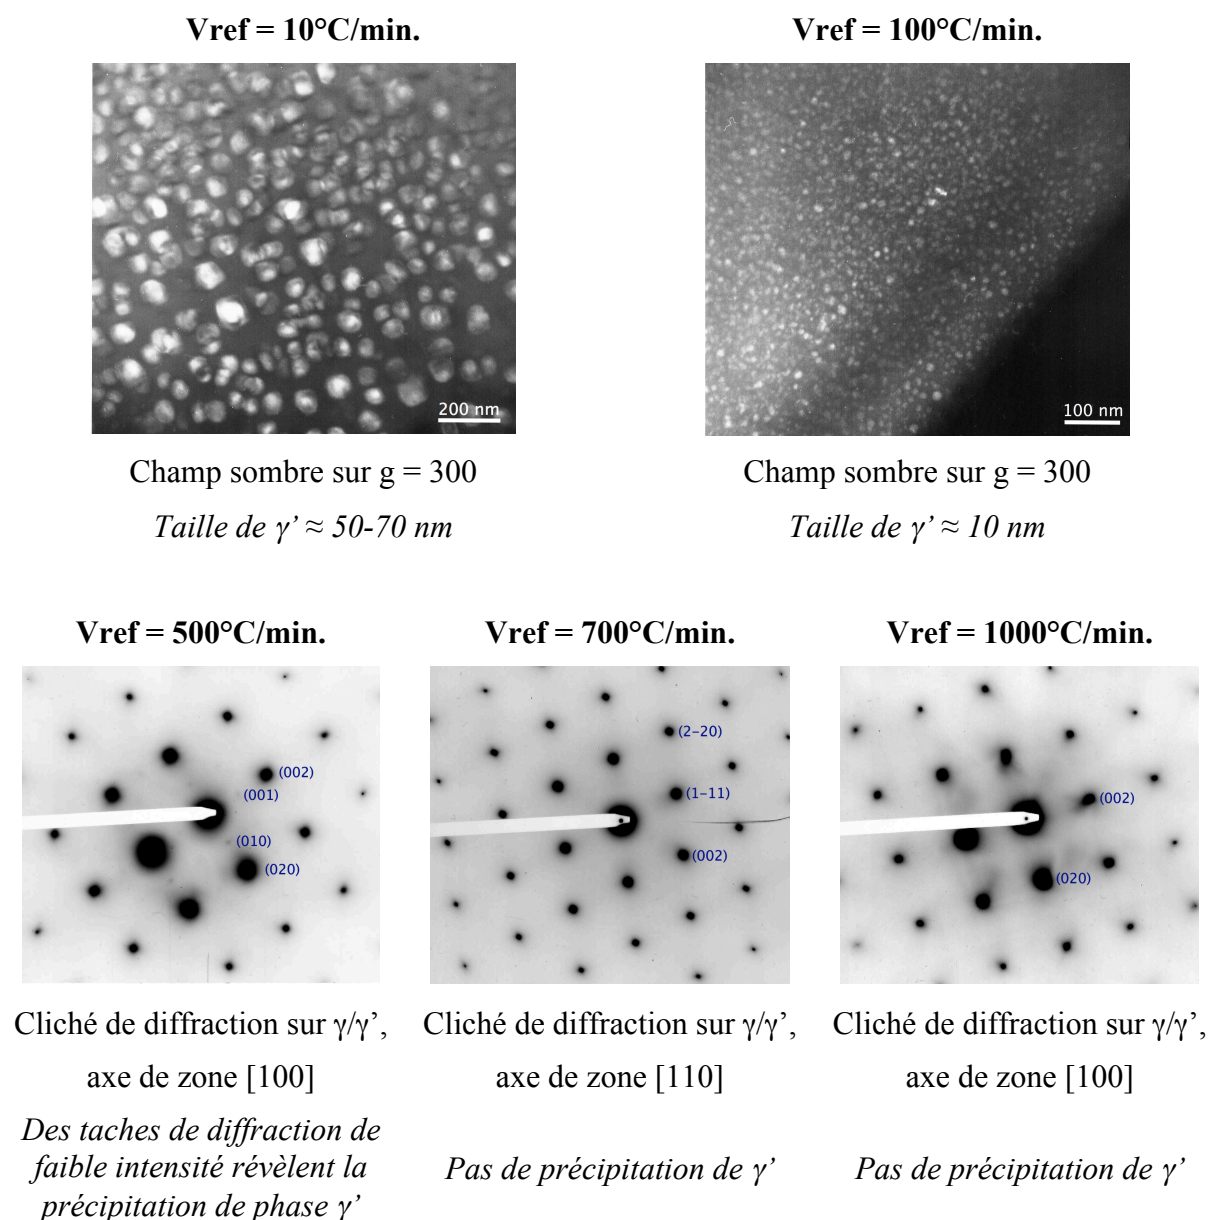 Vref = 10°C/min.
Vref = 100°C/min.
200 nm
100 nm
Champ sombre sur g = 300
Champ sombre sur g = 300
Taille de γ’ ≈ 50-70 nm
Taille de γ’ ≈ 10 nm
Vref = 500°C/min.
Vref = 700°C/min.
Vref = 1000°C/min.
(002)
(001)
(010)
(020)
(2-20)
(1-11)
(002)
(002)
(020)
Cliché de diffraction sur γ/γ’,
axe de zone [100]
Des taches de diffraction de
faible intensité révèlent la
précipitation de phase γ’
Cliché de diffraction sur γ/γ’,
axe de zone [110]
Pas de précipitation de γ’
Cliché de diffraction sur γ/γ’,
axe de zone [100]
Pas de précipitation de γ’